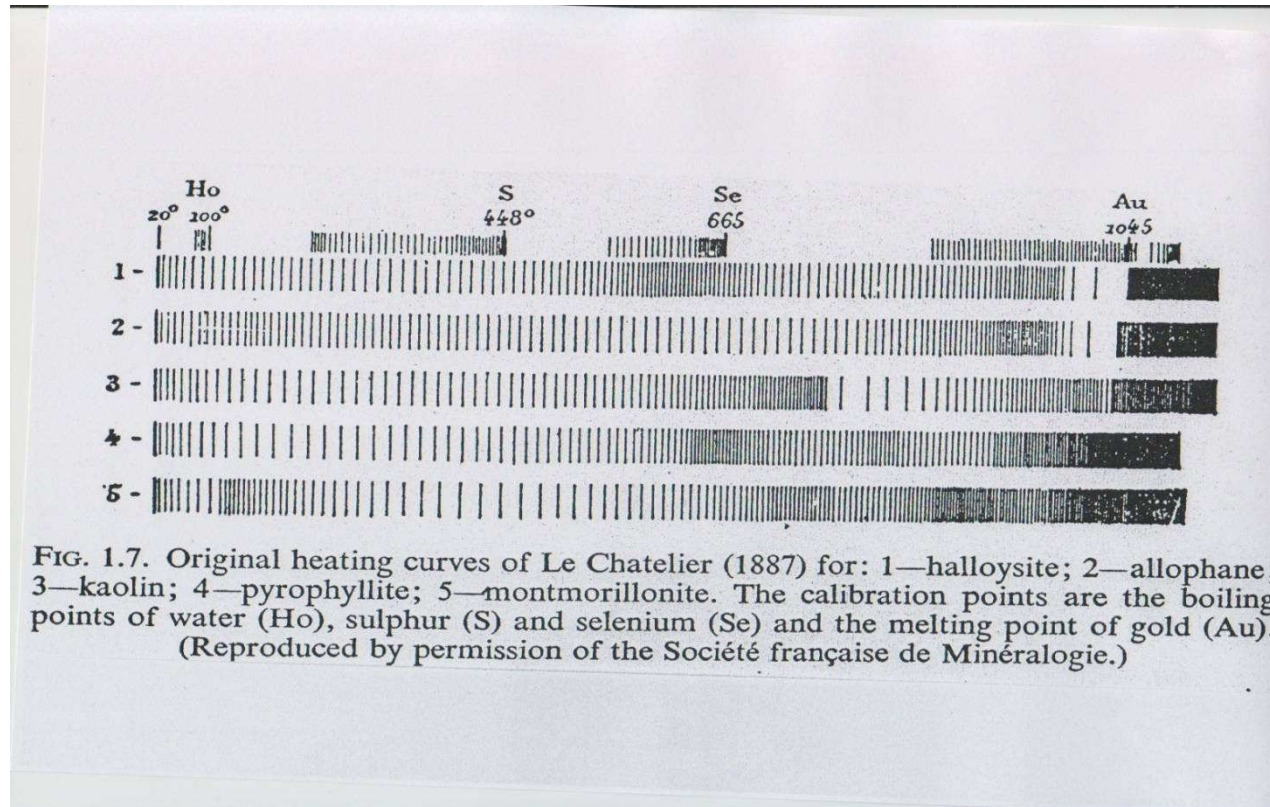 Ho S Se Au
20° 100° 448° 665 1045
1 -
2 -
3 -
4 -
5 -
FIG. 1.7. Original heating curves of Le Chatelier (1887) for: 1—halloysite; 2—allophane
3—kaolin; 4—pyrophyllite; 5—montmorillonite. The calibration points are the boiling
points of water (Ho), sulphur (S) and selenium (Se) and the melting point of gold (Au).
(Reproduced by permission of the Société française de Minéralogie.)